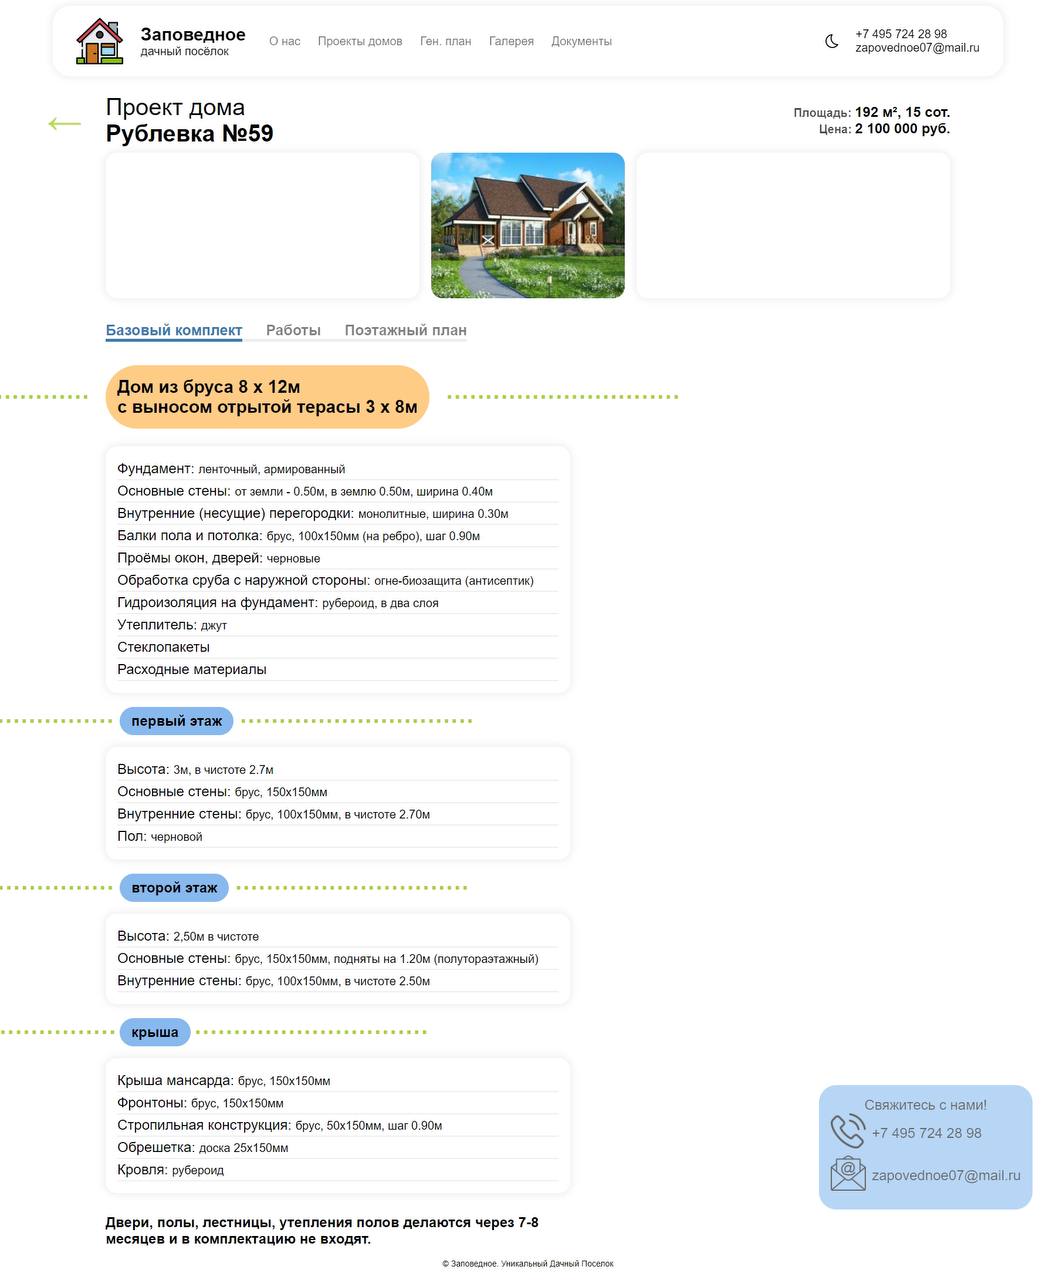 Заповедное
дачный посёлок
О нас
Проекты домов
Ген. план
Галерея
Документы
+7 495 724 28 98
zapovednoe07@mail.ru
Проект дома
Рублевка №59
Площадь: 192 м², 15 сот.
Цена: 2 100 000 руб.
Базовый комплект
Работы
Поэтажный план
Дом из бруса 8 х 12м
с выносом отрытой терасы 3 х 8м
Фундамент: ленточный, армированный
Основные стены: от земли - 0.50м, в землю 0.50м, ширина 0.40м
Внутренние (несущие) перегородки: монолитные, ширина 0.30м
Балки пола и потолка: брус, 100х150мм (на ребро), шаг 0.90м
Проёмы окон, дверей: черновые
Обработка сруба с наружной стороны: огне-биозащита (антисептик)
Гидроизоляция на фундамент: рубероид, в два слоя
Утеплитель: джут
Стеклопакеты
Расходные материалы
первый этаж
Высота: 3м, в чистоте 2.7м
Основные стены: брус, 150х150мм
Внутренние стены: брус, 100х150мм, в чистоте 2.70м
Пол: черновой
второй этаж
Высота: 2,50м в чистоте
Основные стены: брус, 150х150мм, подняты на 1.20м (полутораэтажный)
Внутренние стены: брус, 100х150мм, в чистоте 2.50м
крыша
Крыша мансарда: брус, 150х150мм
Фронтоны: брус, 150х150мм
Стропильная конструкция: брус, 50х150мм, шаг 0.90м
Обрешетка: доска 25х150мм
Кровля: рубероид
Свяжитесь с нами!
+7 495 724 28 98
zapovednoe07@mail.ru
Двери, полы, лестницы, утепления полов делаются через 7-8
месяцев и в комплектацию не входят.
© Заповедное. Уникальный Дачный Поселок